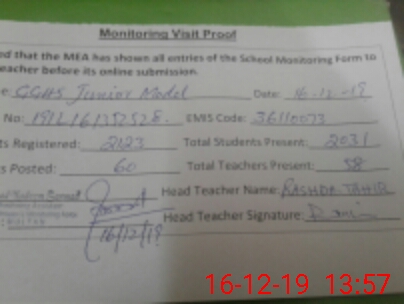 Monitoring Visit Proof
ed that the MEA has shown all entries of the School Monitoring Form to
eacher before its online submission.
e: GGHS Junior Model Date: 16-12-19
No: EMIS Code: 36110073
ts Registered: 2123 Total Students Present: 2031
s Posted: 60 Total Teachers Present: 58
Head Teacher Name: RASHDA TAHIR
Head Teacher Signature:
16/12/19
16-12-19 13:57